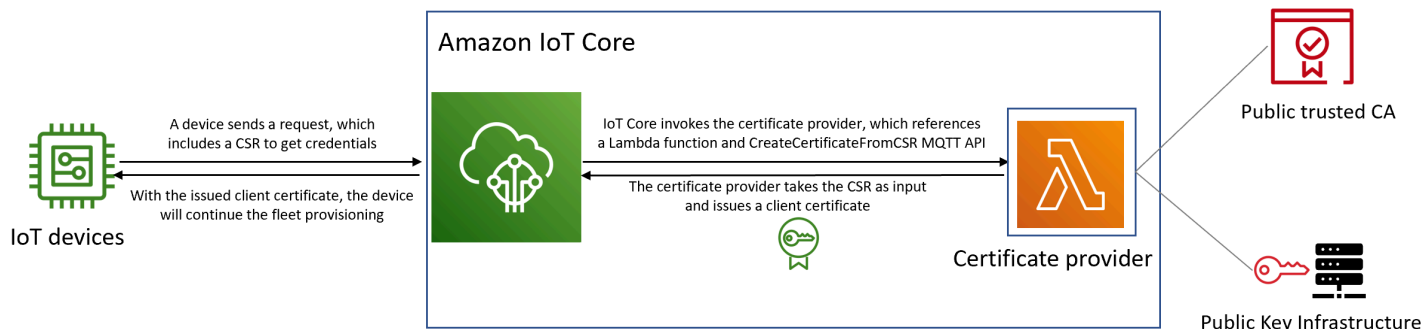 Amazon IoT Core
Public trusted CA
A device sends a request, which
includes a CSR to get credentials
IoT Core invokes the certificate provider, which references
a Lambda function and CreateCertificateFromCSR MQTT API
With the issued client certificate, the device
will continue the fleet provisioning
The certificate provider takes the CSR as input
and issues a client certificate
IoT devices
Certificate provider
Public Key Infrastructure